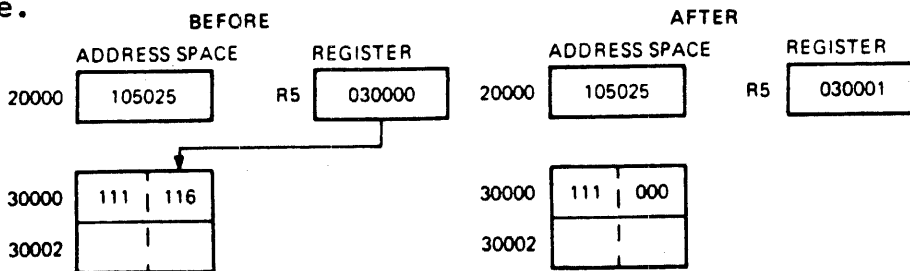 e.
BEFORE AFTER
ADDRESS SPACE REGISTER ADDRESS SPACE REGISTER
20000 105025 R5 030000 20000 105025 R5 030001
30000 111 116 30000 111 000
30002 30002